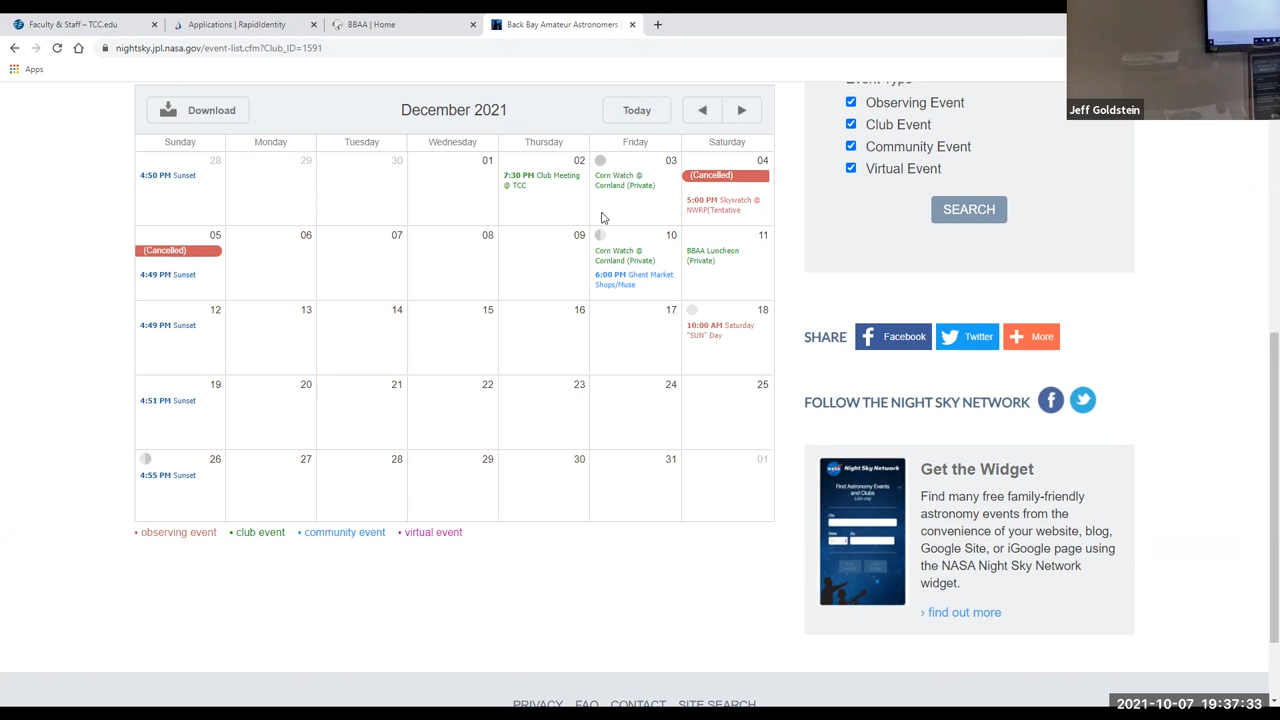 Faculty & Staff – TCC.edu
Applications | RapidIdentity
BBAA | Home
Back Bay Amateur Astronomers
nightsky.jpl.nasa.gov/event-list.cfm?Club_ID=1591
Apps
Jeff Goldstein
Download
December 2021
Today
Sunday Monday Tuesday Wednesday Thursday Friday Saturday
28 29 30 01 02 03 04
4:50 PM Sunset
7:30 PM Club Meeting
@ TCC
Corn Watch @
Cornland (Private)
(Cancelled)
5:00 PM Skywatch @
NWRP(Tentative
05 06 07 08 09 10 11
(Cancelled)
4:49 PM Sunset
Corn Watch @
Cornland (Private)
6:00 PM Ghent Market
Shops/Muse
BBAA Luncheon
(Private)
12 13 14 15 16 17 18
4:49 PM Sunset
10:00 AM Saturday
"SUN" Day
19 20 21 22 23 24 25
4:51 PM Sunset
26 27 28 29 30 31 01
4:55 PM Sunset
observing event
club event
community event
virtual event
Event Type
Observing Event
Club Event
Community Event
Virtual Event
SEARCH
SHARE
Facebook
Twitter
More
FOLLOW THE NIGHT SKY NETWORK
Night Sky Network
Find Astronomy Events
and Clubs
Get the Widget
Find many free family-friendly
astronomy events from the
convenience of your website, blog,
Google Site, or iGoogle page using
the NASA Night Sky Network
widget.
› find out more
PRIVACY FAQ CONTACT SITE SEARCH
2021-10-07 19:37:33